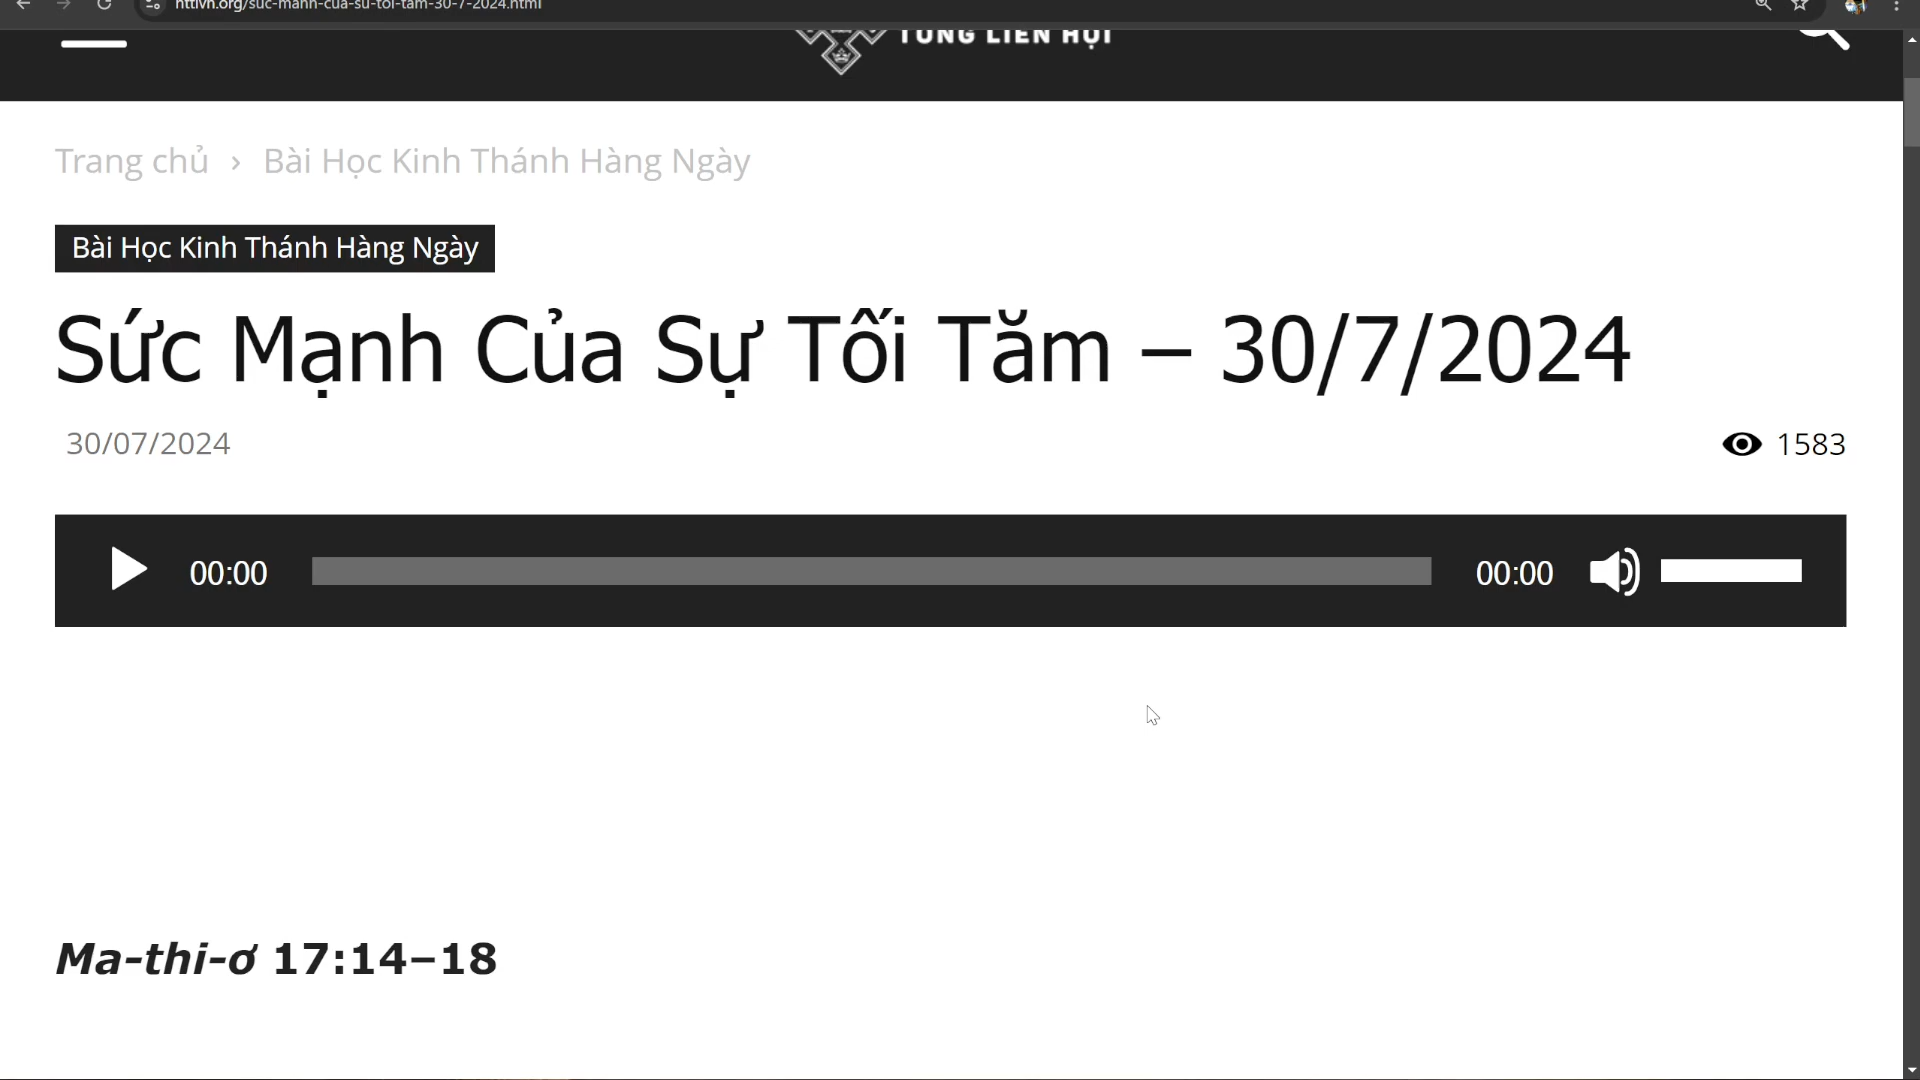 httlvn.org/suc-manh-cua-su-toi-tam-30-7-2024.html
TỔNG LIÊN HỘI
Trang chủ › Bài Học Kinh Thánh Hàng Ngày
Bài Học Kinh Thánh Hàng Ngày
Sức Mạnh Của Sự Tối Tăm – 30/7/2024
30/07/2024
1583
00:00
00:00
Ma-thi-ơ 17:14–18